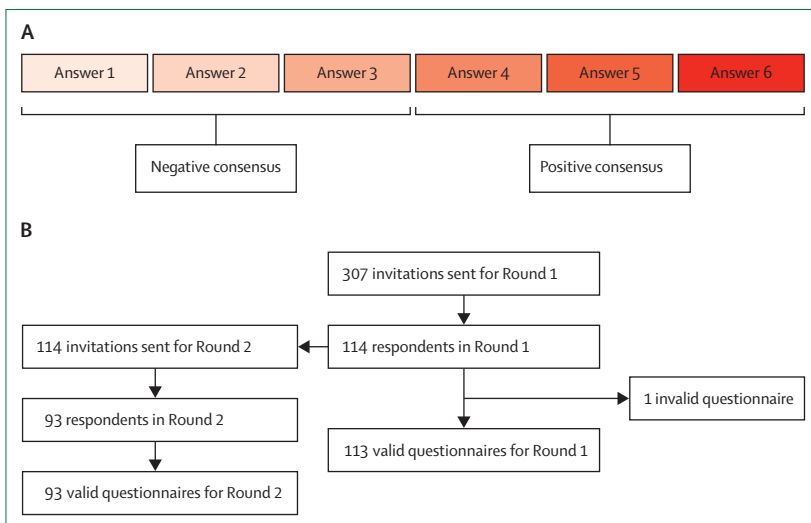 A
Answer 1
Answer 2
Answer 3
Answer 4
Answer 5
Answer 6
Negative consensus
Positive consensus
B
307 invitations sent for Round 1
114 invitations sent for Round 2
114 respondents in Round 1
1 invalid questionnaire
93 respondents in Round 2
113 valid questionnaires for Round 1
93 valid questionnaires for Round 2